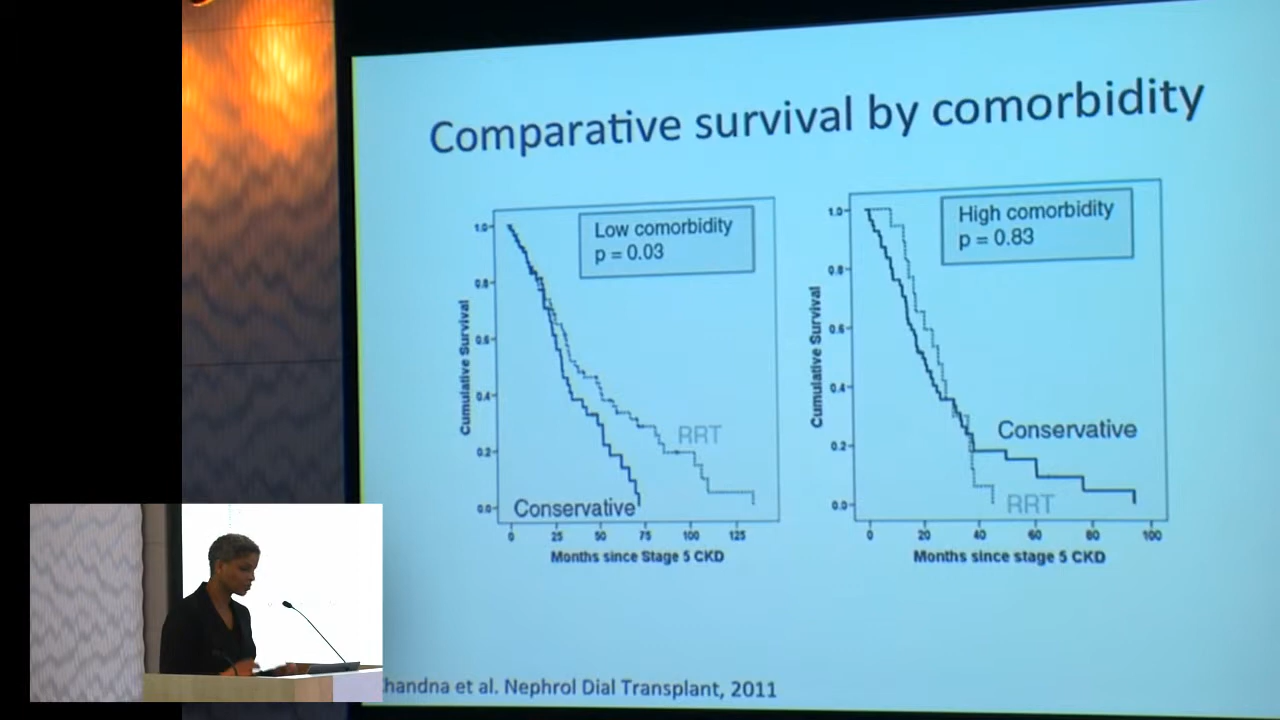 Comparative survival by comorbidity
Low comorbidity
p = 0.03
Cumulative Survival
1.0
0.8
0.6
0.4
0.2
0.0
RRT
Conservative
0 25 50 75 100 125
Months since Stage 5 CKD
High comorbidity
p = 0.83
Cumulative Survival
1.0
0.8
0.6
0.4
0.2
0.0
Conservative
RRT
0 20 40 60 80 100
Months since stage 5 CKD
handna et al. Nephrol Dial Transplant, 2011